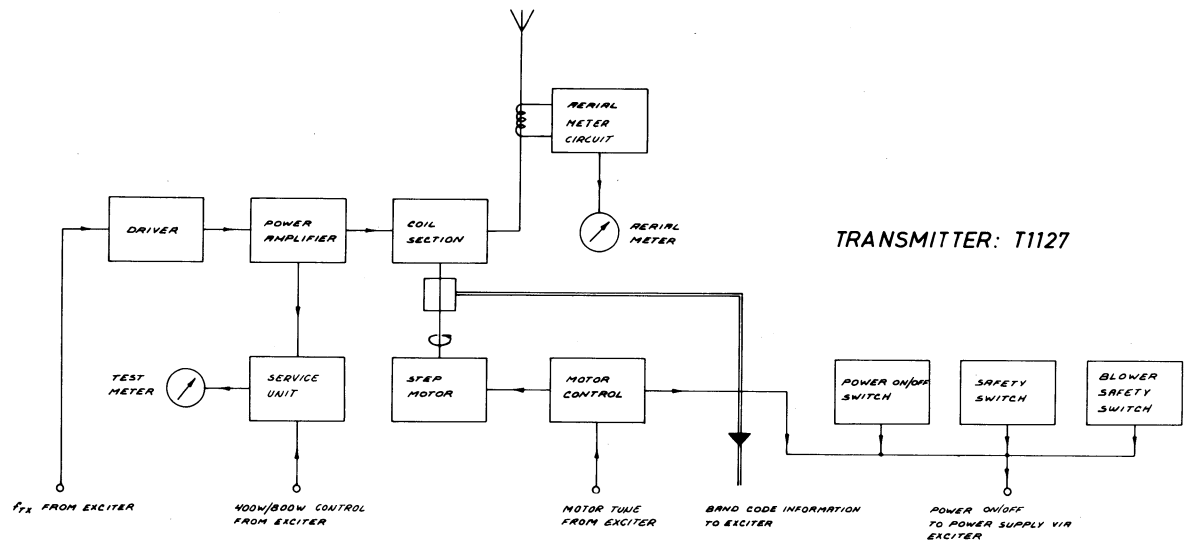 AERIAL
METER
CIRCUIT
DRIVER
POWER
AMPLIFIER
COIL
SECTION
AERIAL
METER
TRANSMITTER: T1127
TEST
METER
SERVICE
UNIT
STEP
MOTOR
MOTOR
CONTROL
POWER ON/OFF
SWITCH
SAFETY
SWITCH
BLOWER
SAFETY
SWITCH
fTX FROM EXCITER
400W/800W CONTROL
FROM EXCITER
MOTOR TUNE
FROM EXCITER
BAND CODE INFORMATION
TO EXCITER
POWER ON/OFF
TO POWER SUPPLY VIA
EXCITER